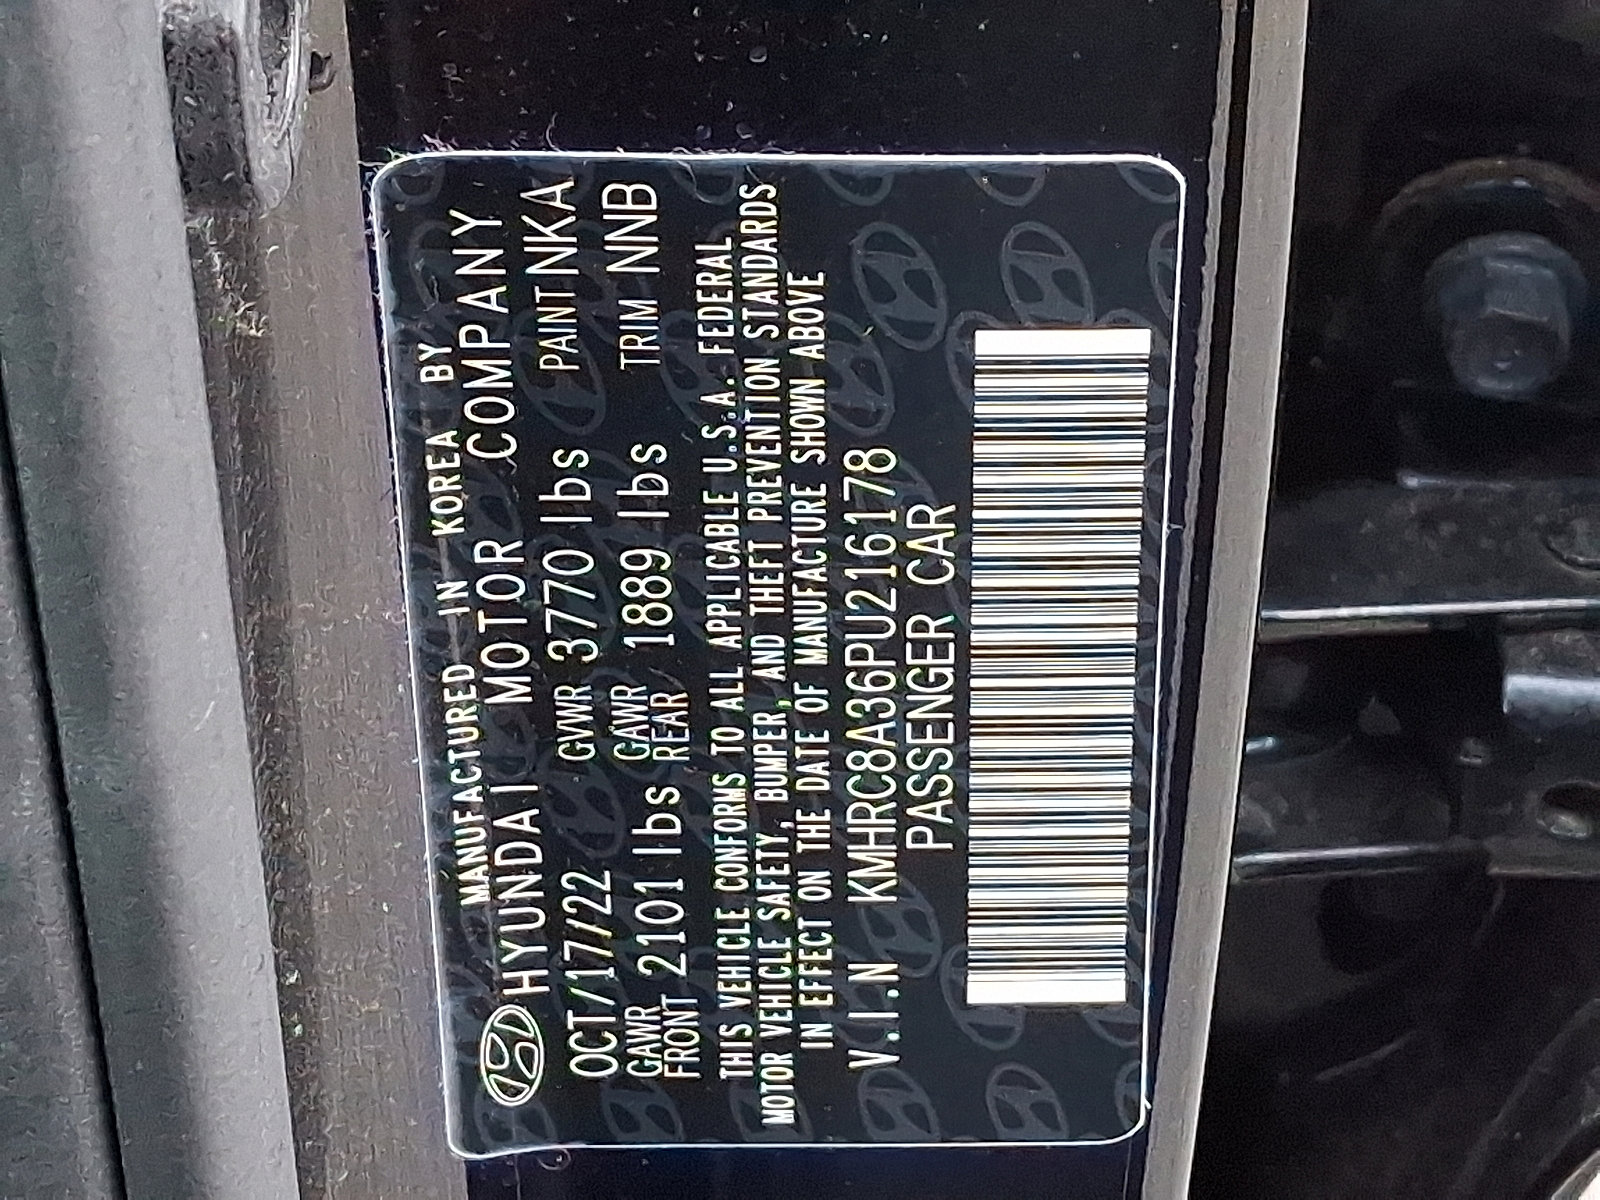 MANUFACTURED IN KOREA BY
HYUNDAI MOTOR COMPANY
OCT/17/22 GVWR 3770 lbs PAINT NKA
GAWR FRONT 2101 lbs GAWR REAR 1889 lbs TRIM NNB
THIS VEHICLE CONFORMS TO ALL APPLICABLE U.S.A. FEDERAL
MOTOR VEHICLE SAFETY, BUMPER, AND THEFT PREVENTION STANDARDS
IN EFFECT ON THE DATE OF MANUFACTURE SHOWN ABOVE
V.I.N KMHRC8A36PU216178
PASSENGER CAR